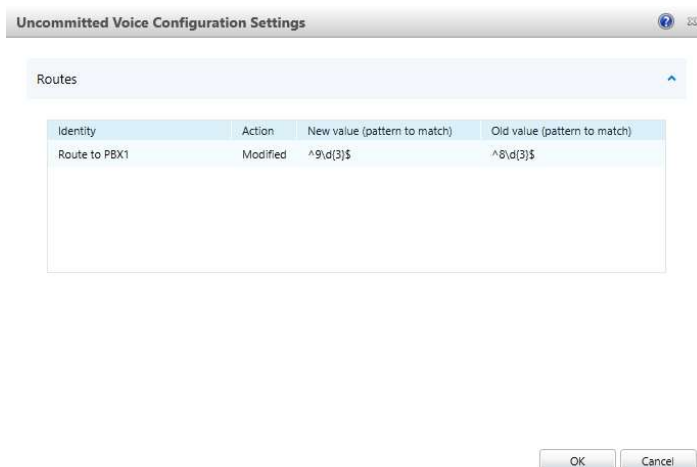 Uncommitted Voice Configuration Settings
Routes
Identity Action New value (pattern to match) Old value (pattern to match)
Route to PBX1 Modified ^9\d{3}$ ^8\d{3}$
OK Cancel